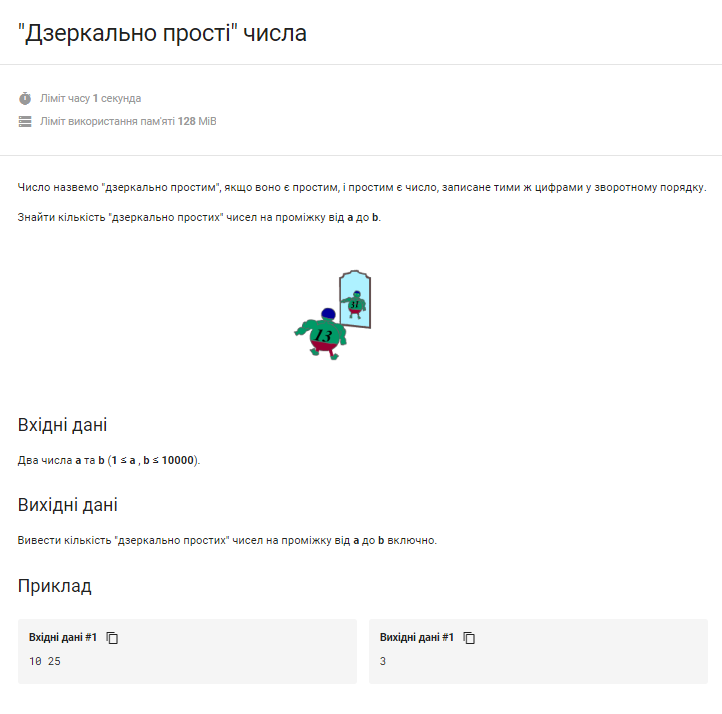 "Дзеркально прості" числа
Ліміт часу 1 секунда
Ліміт використання пам'яті 128 MiB
Число назвемо "дзеркально простим", якщо воно є простим, і простим є число, записане тими ж цифрами у зворотному порядку.
Знайти кількість "дзеркально простих" чисел на проміжку від a до b.
31
13
Вхідні дані
Два числа a та b (1 ≤ a , b ≤ 10000).
Вихідні дані
Вивести кількість "дзеркально простих" чисел на проміжку від a до b включно.
Приклад
Вхідні дані #1
10 25
Вихідні дані #1
3